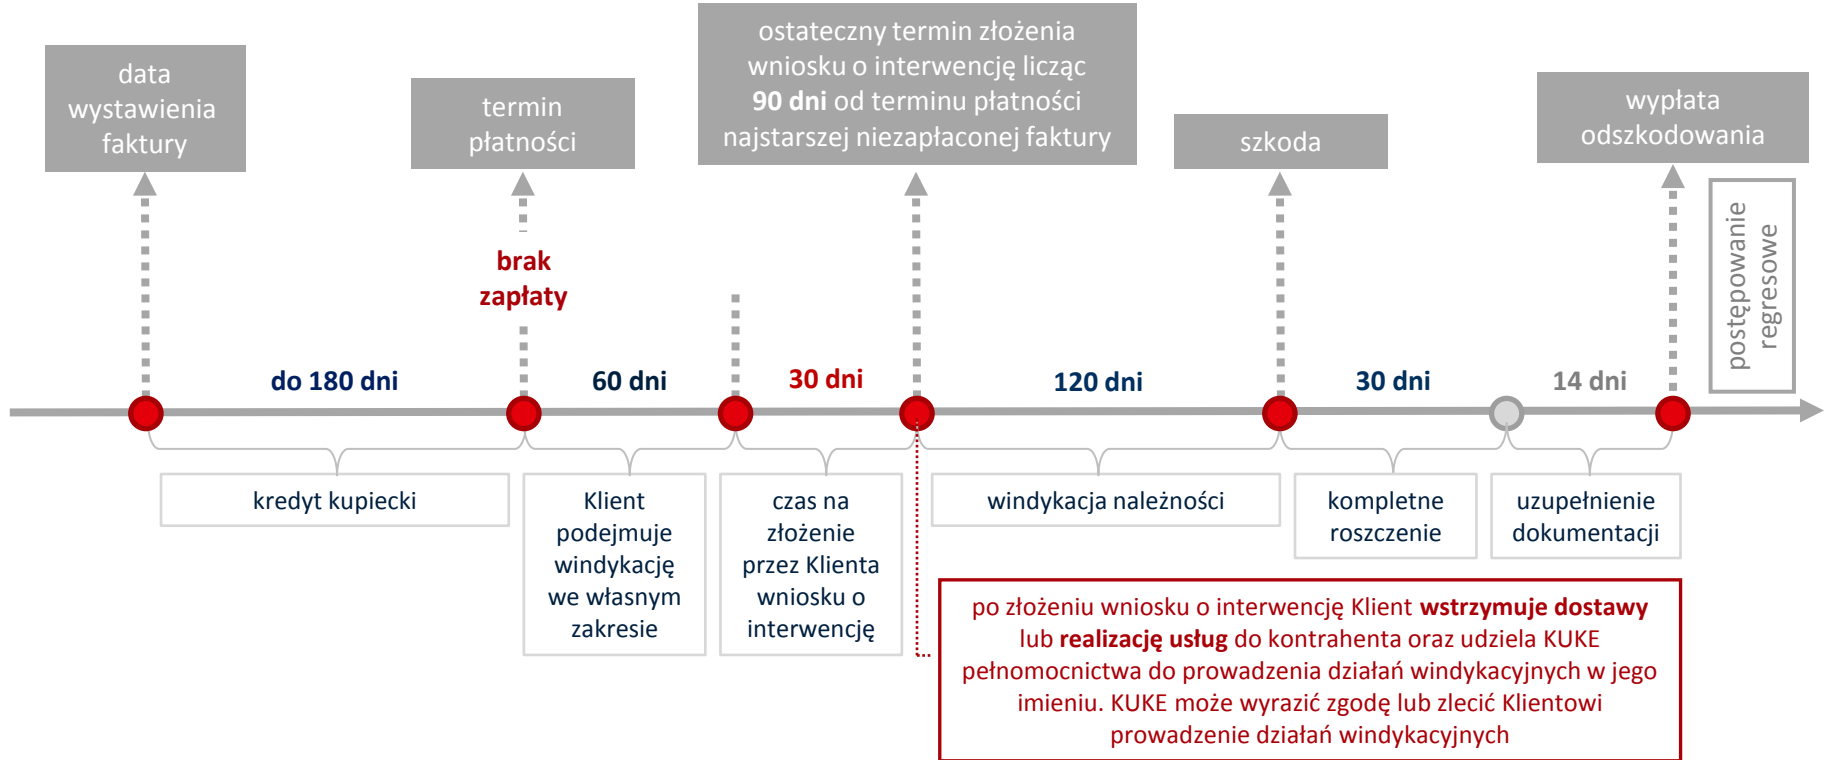 data
wystawienia
faktury
termin
płatności
ostateczny termin złożenia
wniosku o interwencję licząc
90 dni od terminu płatności
najstarszej niezapłaconej faktury
szkoda
wypłata
odszkodowania
postępowanie
regresowe
brak
zapłaty
do 180 dni
60 dni
30 dni
120 dni
30 dni
14 dni
kredyt kupiecki
Klient
podejmuje
windykację
we własnym
zakresie
czas na
złożenie
przez Klienta
wniosku o
interwencję
windykacja należności
kompletne
roszczenie
uzupełnienie
dokumentacji
po złożeniu wniosku o interwencję Klient wstrzymuje dostawy
lub realizację usług do kontrahenta oraz udziela KUKE
pełnomocnictwa do prowadzenia działań windykacyjnych w jego
imieniu. KUKE może wyrazić zgodę lub zlecić Klientowi
prowadzenie działań windykacyjnych